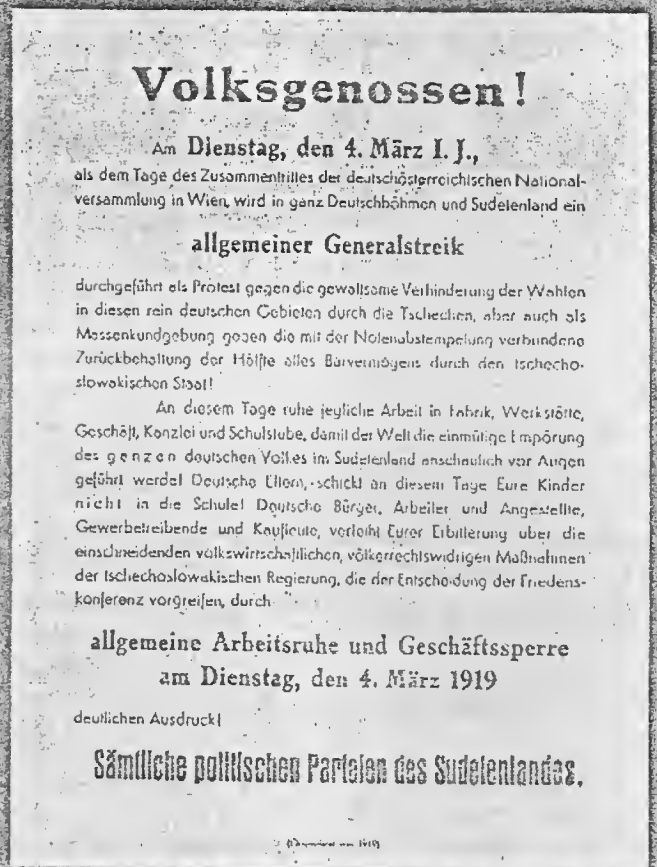 Volksgenossen!
Am Dienstag, den 4. März l. J.,
als dem Tage des Zusammentrittes der deutschösterreichischen National-
versammlung in Wien, wird in ganz Deutschböhmen und Sudetenland ein
allgemeiner Generalstreik
durchgeführt als Protest gegen die gewaltsame Verhinderung der Wahlen
in diesen rein deutschen Gebieten durch die Tschechen, aber auch als
Massenkundgebung gegen die mit der Notenabstempelung verbundene
Zurückbehaltung der Hälfte alles Barvermögens durch den tschecho-
slowakischen Staat!
An diesem Tage ruhe jegliche Arbeit in Fabrik, Werkstätte,
Geschäft, Kanzlei und Schulstube, damit der Welt die einmütige Empörung
des ganzen deutschen Volkes im Sudetenland anschaulich vor Augen
geführt werde! Deutsche Eltern, schickt an diesem Tage Eure Kinder
nicht in die Schule! Deutsche Bürger, Arbeiter und Angestellte,
Gewerbetreibende und Kaufleute, verleiht Eurer Erbitterung über die
einschneidenden volkswirtschaftlichen, völkerrechtswidrigen Maßnahmen
der tschechoslowakischen Regierung, die der Entscheidung der Friedens-
konferenz vorgreifen, durch
allgemeine Arbeitsruhe und Geschäftssperre
am Dienstag, den 4. März 1919
deutlichen Ausdruck!
Sämtliche politischen Parteien des Sudetenlandes.
1919)